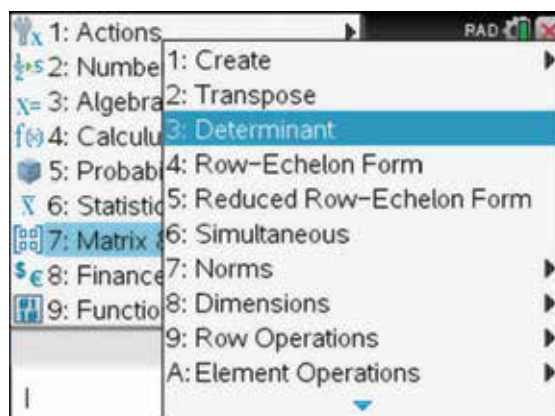 1: Actions
2: Numbe
3: Algebra
4: Calculu
5: Probabi
6: Statistic
7: Matrix &
8: Finance
9: Functio
RAD
1: Create
2: Transpose
3: Determinant
4: Row-Echelon Form
5: Reduced Row-Echelon Form
6: Simultaneous
7: Norms
8: Dimensions
9: Row Operations
A: Element Operations